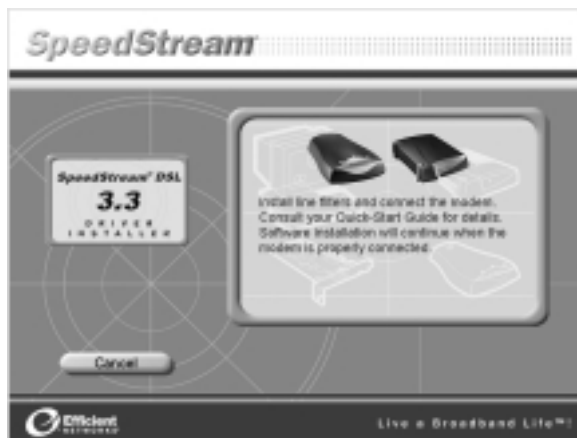 SpeedStream®
SpeedStream® DSL
3.3
DRIVER
INSTALLER
Install line filters and connect the modem.
Consult your Quick-Start Guide for details.
Software installation will continue when the
modem is properly connected.
Cancel
Efficient
NETWORKS®
Live a Broadband Life™!